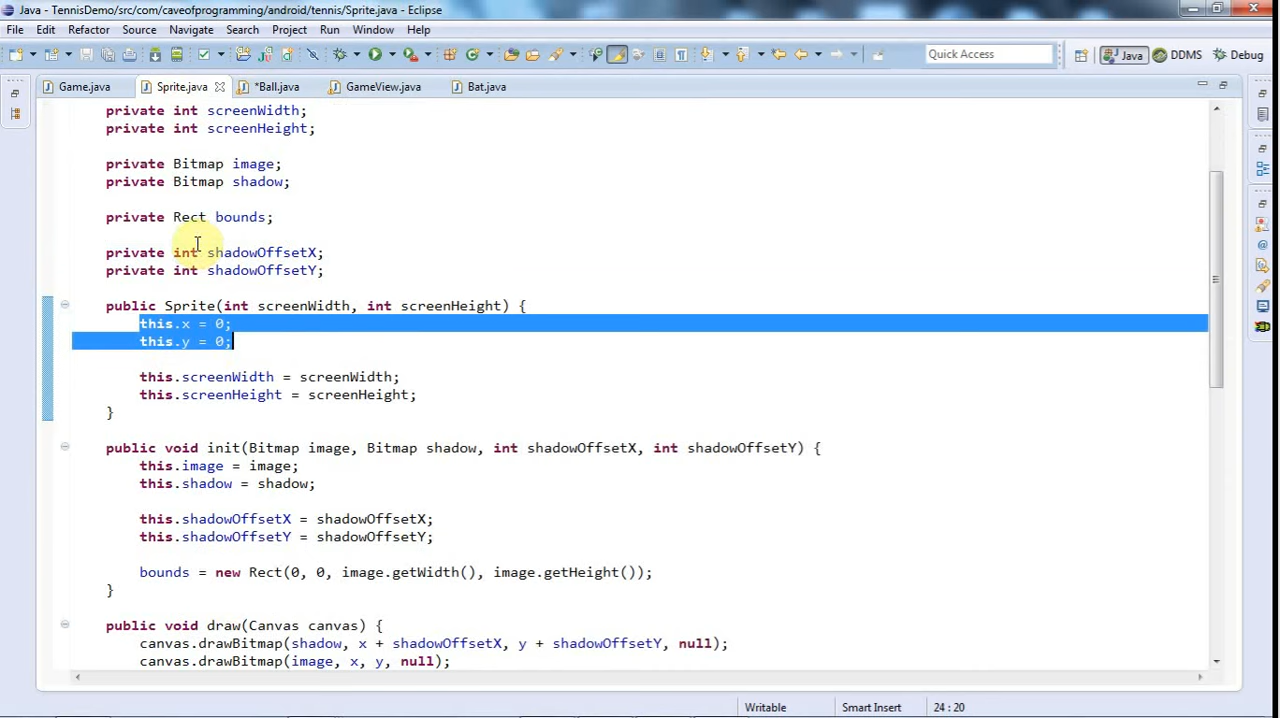 Java - TennisDemo/src/com/caveofprogramming/android/tennis/Sprite.java - Eclipse
File Edit Refactor Source Navigate Search Project Run Window Help
Quick Access Java DDMS Debug
Game.java Sprite.java *Ball.java GameView.java Bat.java
private int screenWidth;
private int screenHeight;
private Bitmap image;
private Bitmap shadow;
private Rect bounds;
private int shadowOffsetX;
private int shadowOffsetY;
public Sprite(int screenWidth, int screenHeight) {
this.x = 0;
this.y = 0;
this.screenWidth = screenWidth;
this.screenHeight = screenHeight;
}
public void init(Bitmap image, Bitmap shadow, int shadowOffsetX, int shadowOffsetY) {
this.image = image;
this.shadow = shadow;
this.shadowOffsetX = shadowOffsetX;
this.shadowOffsetY = shadowOffsetY;
bounds = new Rect(0, 0, image.getWidth(), image.getHeight());
}
public void draw(Canvas canvas) {
canvas.drawBitmap(shadow, x + shadowOffsetX, y + shadowOffsetY, null);
canvas.drawBitmap(image, x, y, null);
Writable Smart Insert 24 : 20